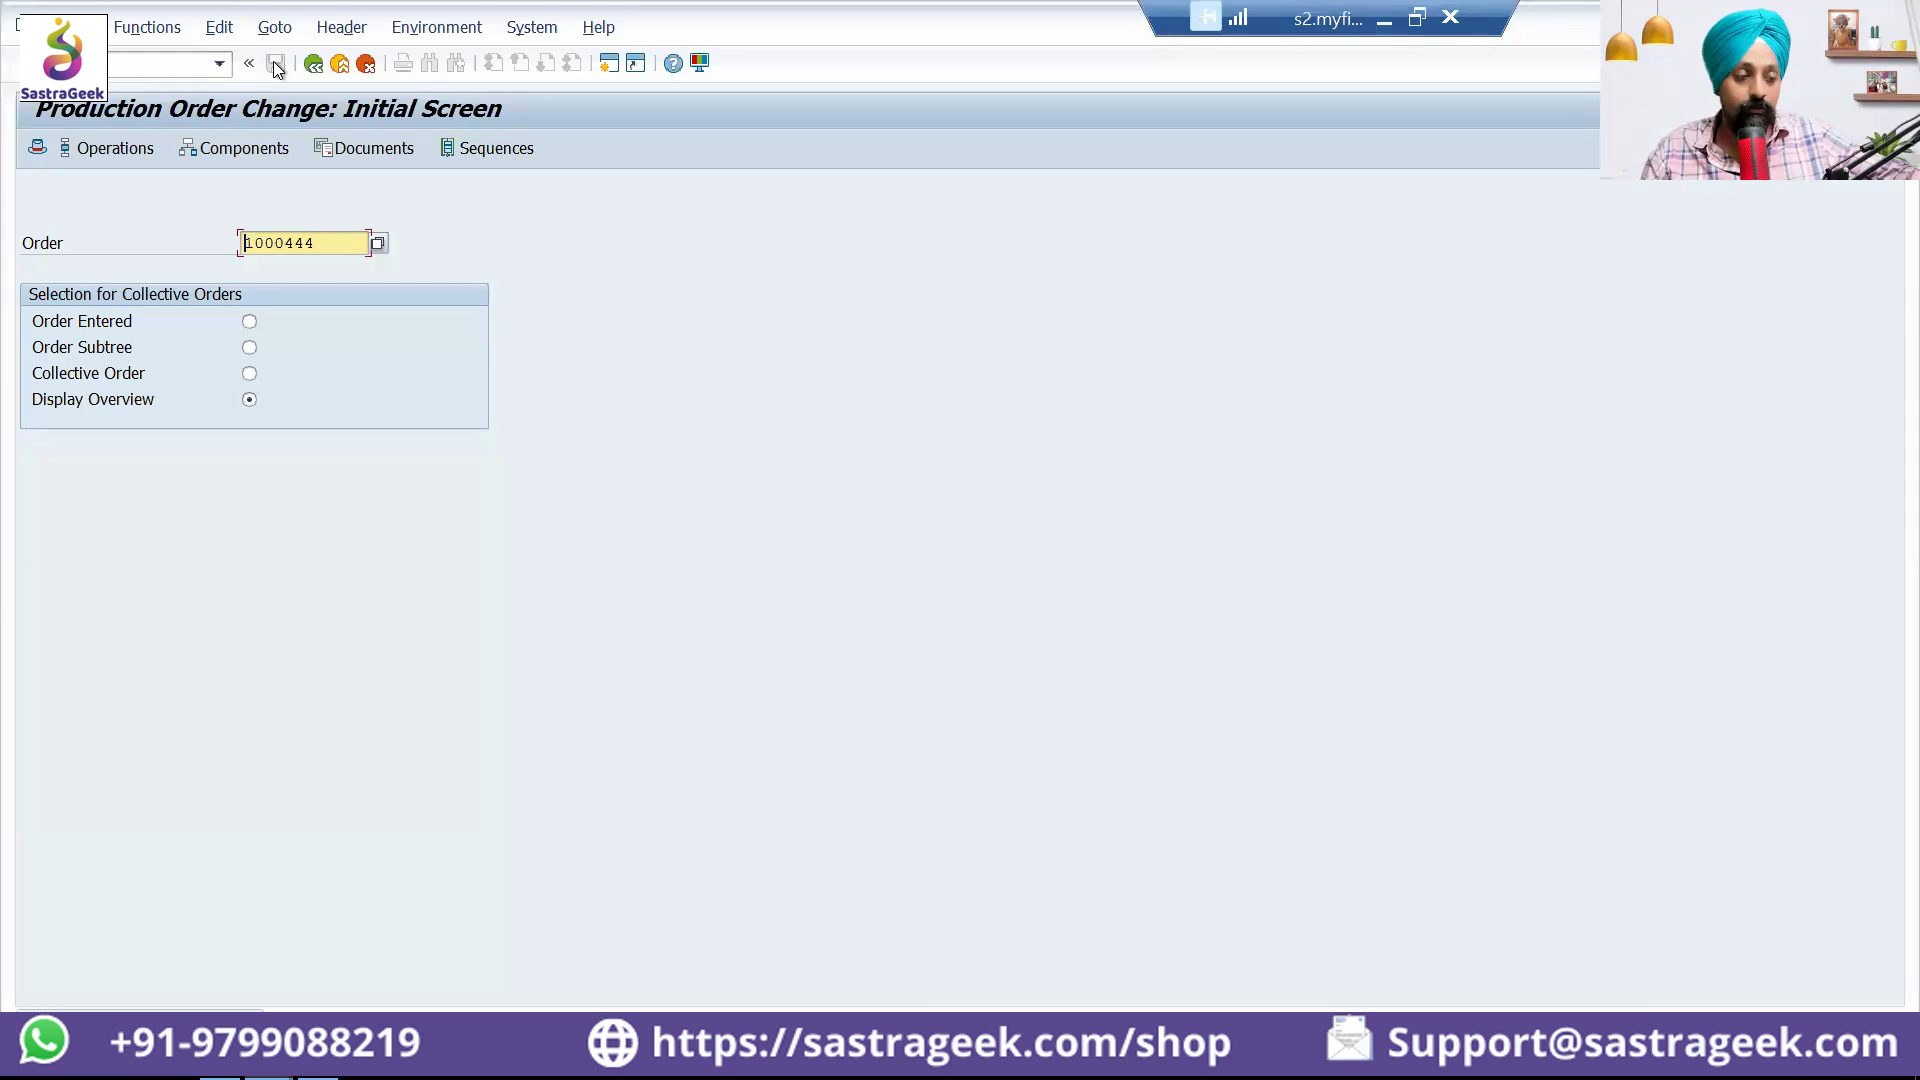 Functions Edit Goto Header Environment System Help
s2.myfi...
SastraGeek
Production Order Change: Initial Screen
Operations Components Documents Sequences
Order 1000444
Selection for Collective Orders
Order Entered
Order Subtree
Collective Order
Display Overview
+91-9799088219 https://sastrageek.com/shop Support@sastrageek.com